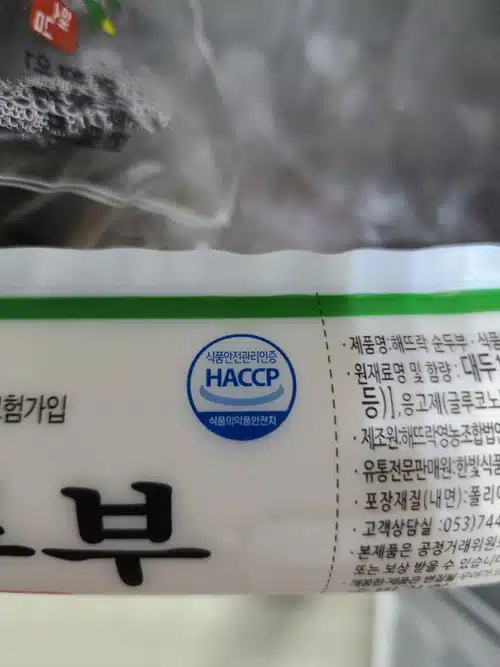 맛
식품안전관리인증
HACCP
식품의약품안전처
험가입
부
·제품명:해뜨락 순두부·식품
·원재료명 및 함량:대두
등)],응고제(글루코노
·제조원:해뜨락영농조합법인
·유통전문판매원:한빛식품
·포장재질(내면):폴리
·고객상담실:053)744
·본제품은 공정거래위원
또는 보상 받을 수 있습니